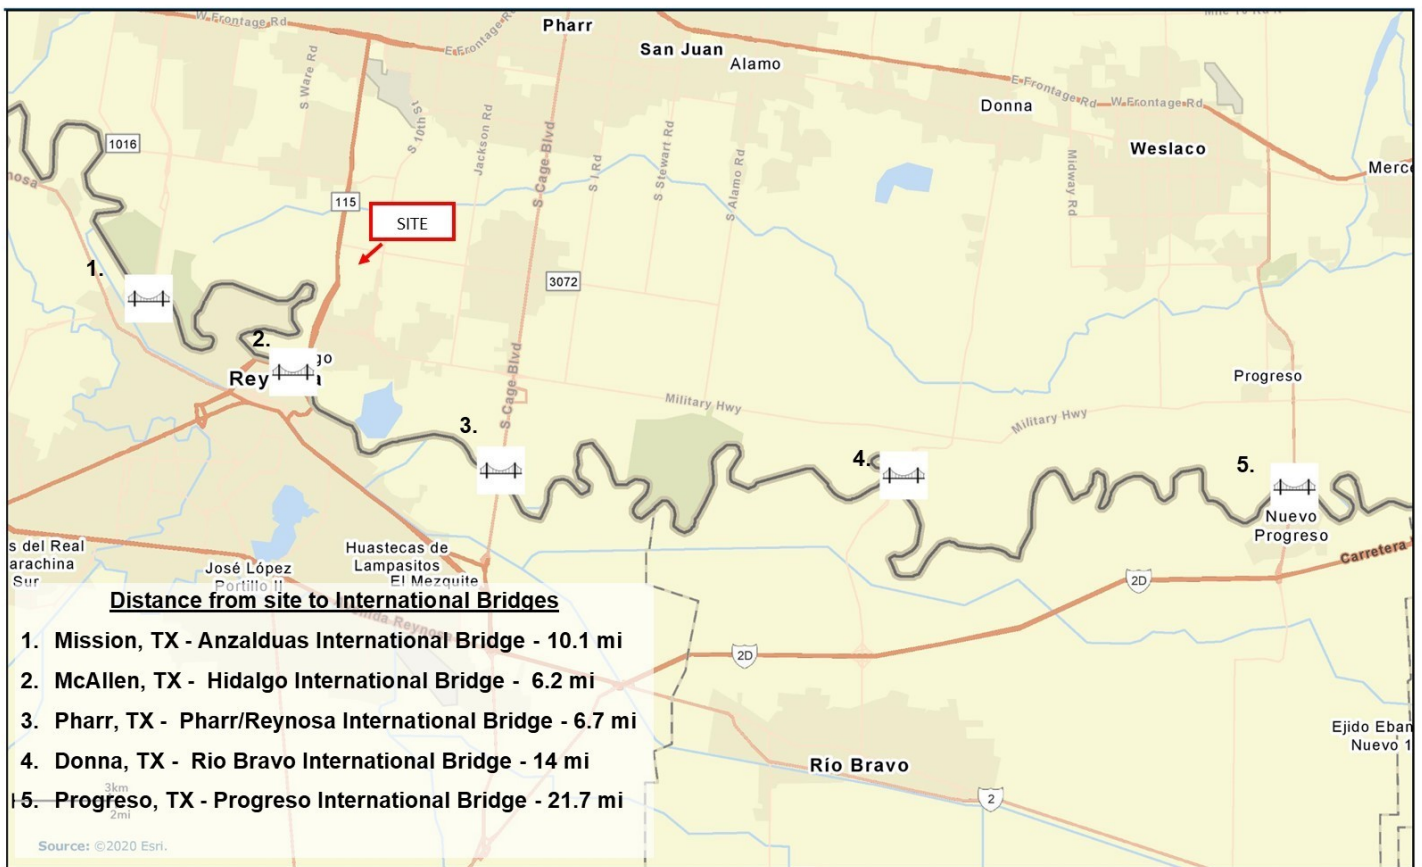 W Frontage Rd
E Frontage Rd
Pharr
San Juan
Alamo
Donna
E Frontage Rd
W Frontage Rd
Weslaco
S Ware Rd
1016
S 10th St
Jackson Rd
S Cage Blvd
S I Rd
S Stewart Rd
S Alamo Rd
Midway Rd
115
SITE
3072
1.
2.
S Cage Blvd
Military Hwy
Military Hwy
Progreso
3.
4.
5.
Nuevo
Progreso
s del Real
arachina
Sur
José López
Portillo II
Huastecas de
Lampasitos
El Mezquite
2D
Carretera
2D
Río Bravo
2
Ejido Eban
Nuevo 1
Distance from site to International Bridges
1. Mission, TX - Anzalduas International Bridge - 10.1 mi
2. McAllen, TX - Hidalgo International Bridge - 6.2 mi
3. Pharr, TX - Pharr/Reynosa International Bridge - 6.7 mi
4. Donna, TX - Rio Bravo International Bridge - 14 mi
5. Progreso, TX - Progreso International Bridge - 21.7 mi
3km
2mi
Source: ©2020 Esri.